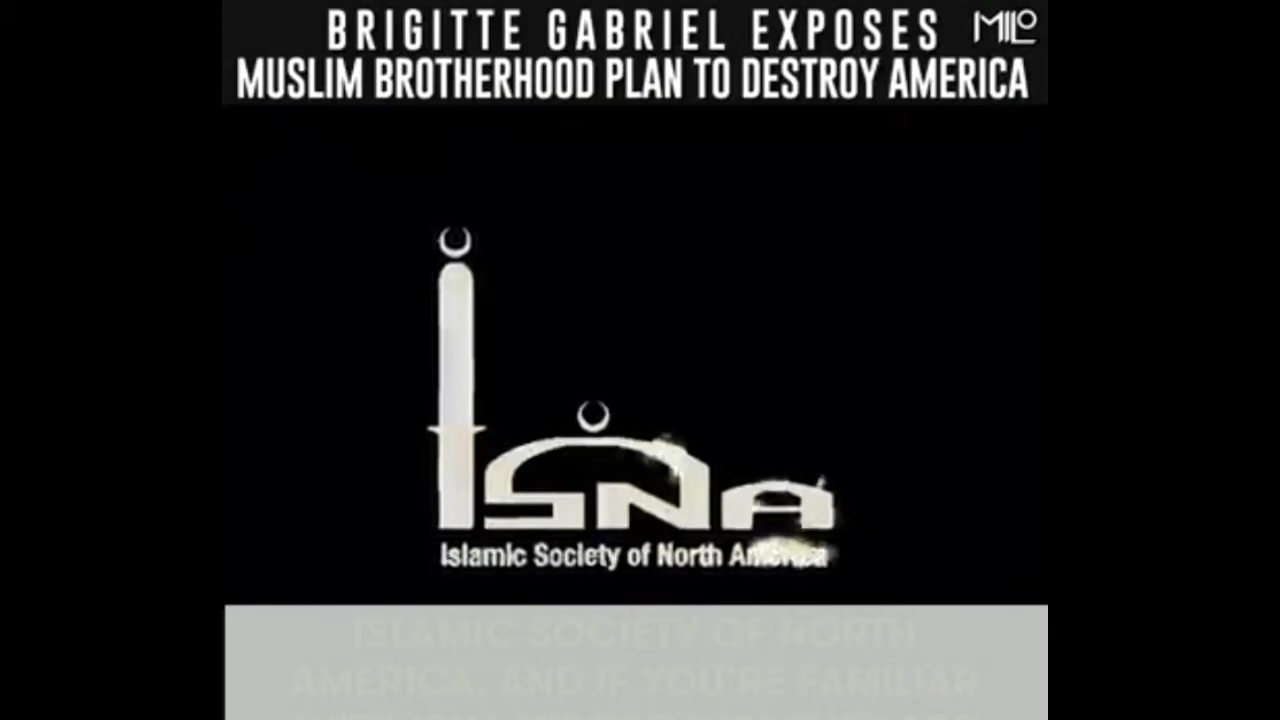 BRIGITTE GABRIEL EXPOSES
MILO
MUSLIM BROTHERHOOD PLAN TO DESTROY AMERICA
ISNA
Islamic Society of North America
ISLAMIC SOCIETY OF NORTH
AMERICA, AND IF YOU'RE FAMILIAR